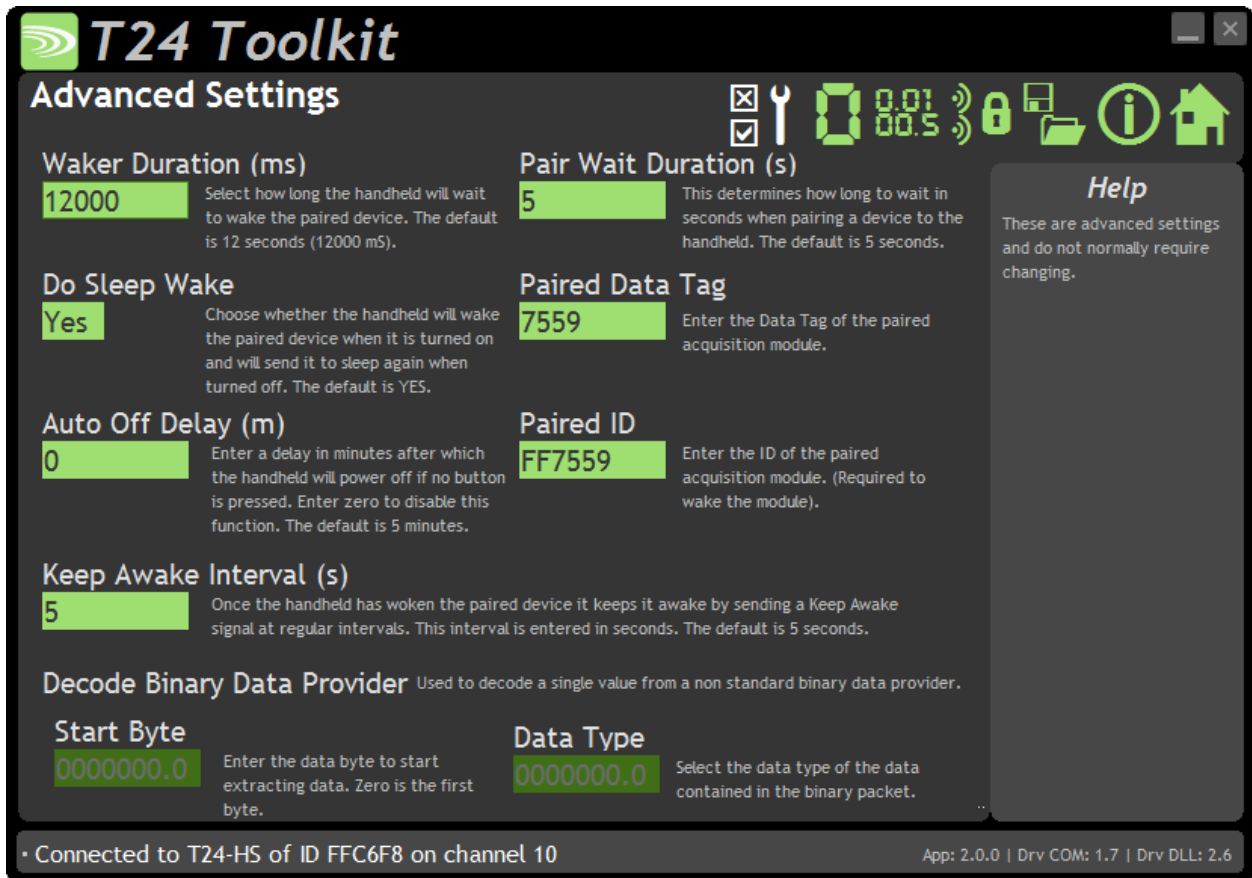 T24 Toolkit
Advanced Settings
0 0.01
00.5
Waker Duration (ms)
12000
Select how long the handheld will wait
to wake the paired device. The default
is 12 seconds (12000 mS).
Pair Wait Duration (s)
5
This determines how long to wait in
seconds when pairing a device to the
handheld. The default is 5 seconds.
Do Sleep Wake
Yes
Choose whether the handheld will wake
the paired device when it is turned on
and will send it to sleep again when
turned off. The default is YES.
Paired Data Tag
7559
Enter the Data Tag of the paired
acquisition module.
Auto Off Delay (m)
0
Enter a delay in minutes after which
the handheld will power off if no button
is pressed. Enter zero to disable this
function. The default is 5 minutes.
Paired ID
FF7559
Enter the ID of the paired
acquisition module. (Required to
wake the module).
Keep Awake Interval (s)
5
Once the handheld has woken the paired device it keeps it awake by sending a Keep Awake
signal at regular intervals. This interval is entered in seconds. The default is 5 seconds.
Decode Binary Data Provider Used to decode a single value from a non standard binary data provider.
Start Byte
0000000.0
Enter the data byte to start
extracting data. Zero is the first
byte.
Data Type
0000000.0
Select the data type of the data
contained in the binary packet.
Help
These are advanced settings
and do not normally require
changing.
Connected to T24-HS of ID FFC6F8 on channel 10
App: 2.0.0 | Drv COM: 1.7 | Drv DLL: 2.6